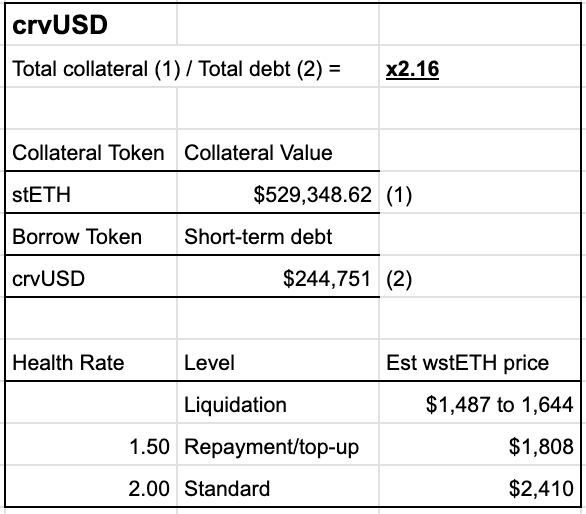 crvUSD
Total collateral (1) / Total debt (2) = x2.16
Collateral Token Collateral Value
stETH $529,348.62 (1)
Borrow Token Short-term debt
crvUSD $244,751 (2)
Health Rate Level Est wstETH price
Liquidation $1,487 to 1,644
1.50 Repayment/top-up $1,808
2.00 Standard $2,410